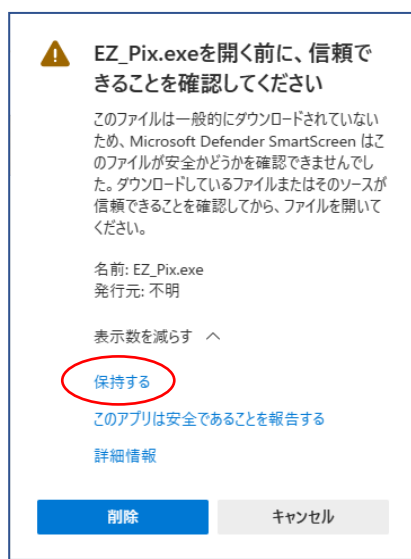 EZ_Pix.exeを開く前に、信頼で
きることを確認してください
このファイルは一般的にダウンロードされていない
ため、Microsoft Defender SmartScreen はこ
のファイルが安全かどうかを確認できませんでし
た。ダウンロードしているファイルまたはそのソースが
信頼できることを確認してから、ファイルを開いて
ください。
名前: EZ_Pix.exe
発行元: 不明
表示数を減らす
保持する
このアプリは安全であることを報告する
詳細情報
削除
キャンセル